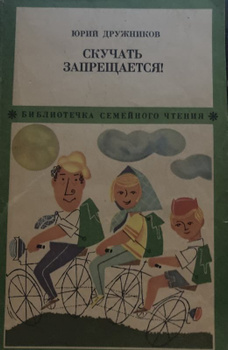 ЮРИЙ ДРУЖНИКОВ
СКУЧАТЬ
ЗАПРЕЩАЕТСЯ!
БИБЛИОТЕЧКА СЕМЕЙНОГО ЧТЕНИЯ